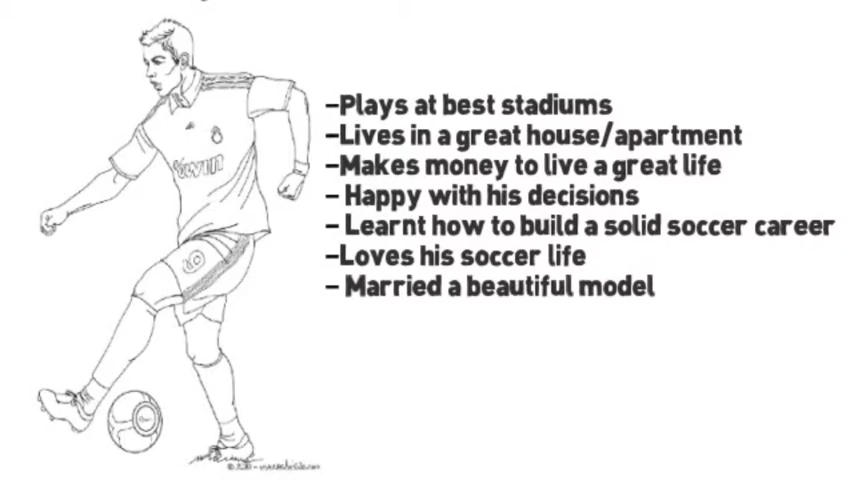 -Plays at best stadiums
-Lives in a great house/apartment
-Makes money to live a great life
- Happy with his decisions
- Learnt how to build a solid soccer career
-Loves his soccer life
- Married a beautiful model
bwin